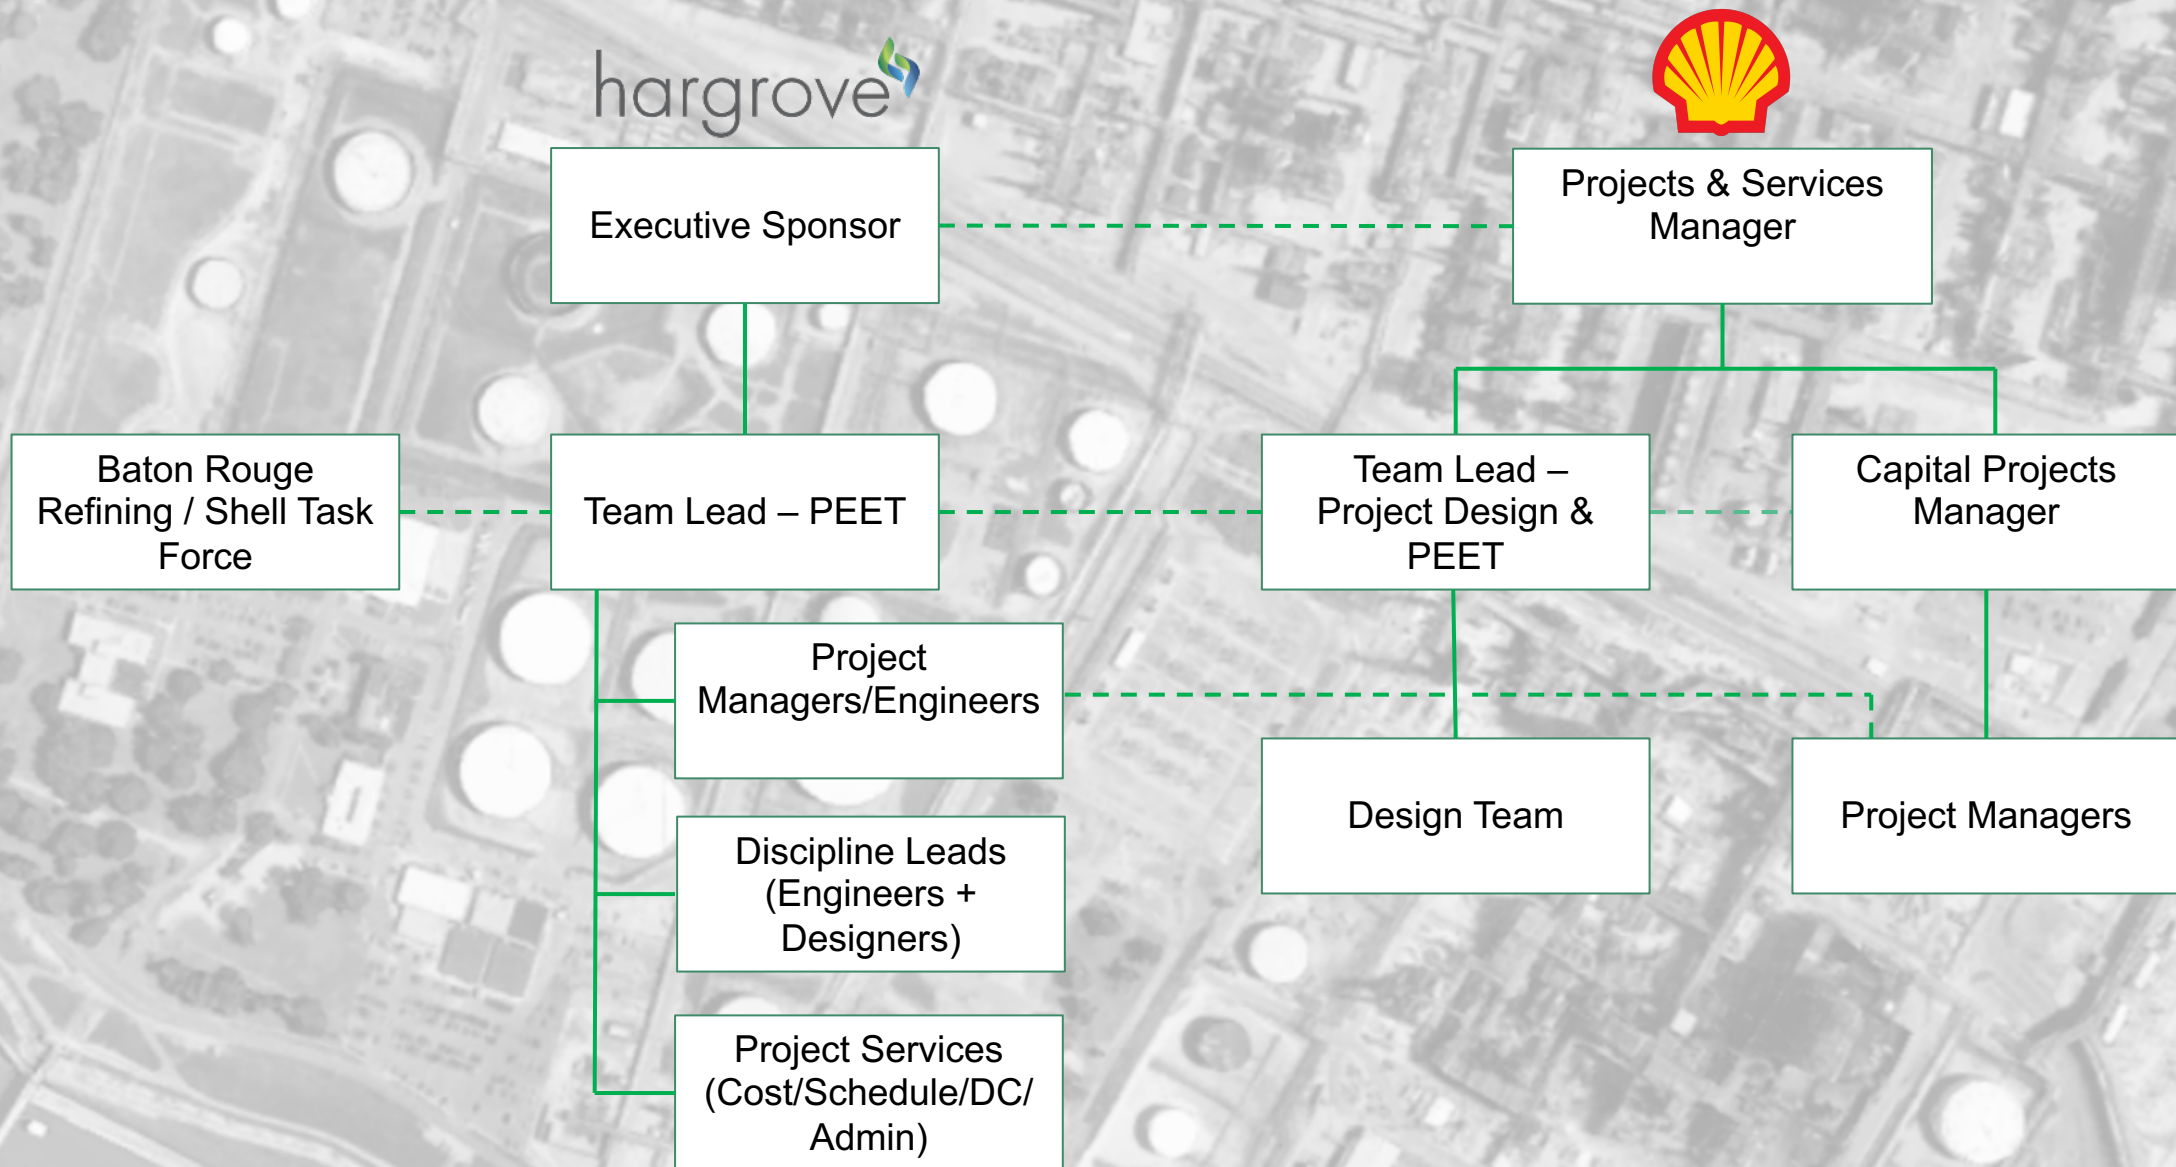 hargrove
Executive Sponsor
Projects & Services
Manager
Baton Rouge
Refining / Shell Task
Force
Team Lead – PEET
Team Lead –
Project Design &
PEET
Capital Projects
Manager
Project
Managers/Engineers
Discipline Leads
(Engineers +
Designers)
Project Services
(Cost/Schedule/DC/
Admin)
Design Team
Project Managers